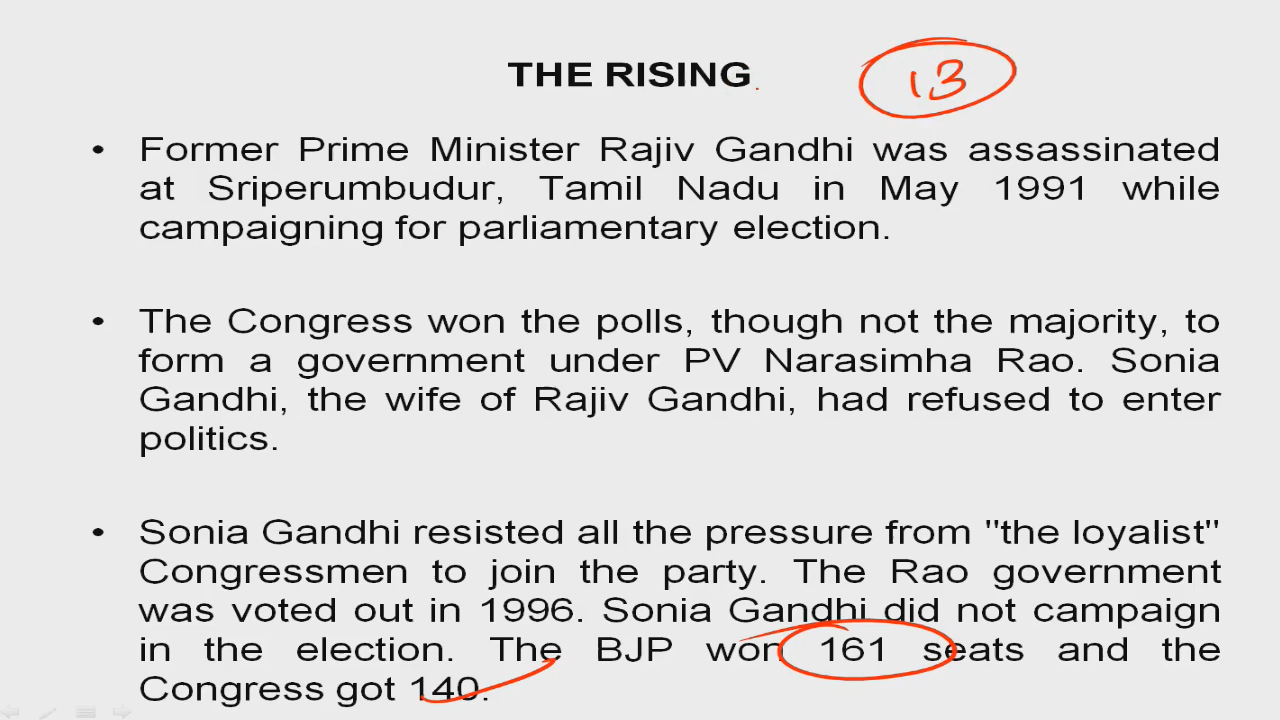 THE RISING
13
• Former Prime Minister Rajiv Gandhi was assassinated
at Sriperumbudur, Tamil Nadu in May 1991 while
campaigning for parliamentary election.
• The Congress won the polls, though not the majority, to
form a government under PV Narasimha Rao. Sonia
Gandhi, the wife of Rajiv Gandhi, had refused to enter
politics.
• Sonia Gandhi resisted all the pressure from "the loyalist"
Congressmen to join the party. The Rao government
was voted out in 1996. Sonia Gandhi did not campaign
in the election. The BJP won 161 seats and the
Congress got 140.